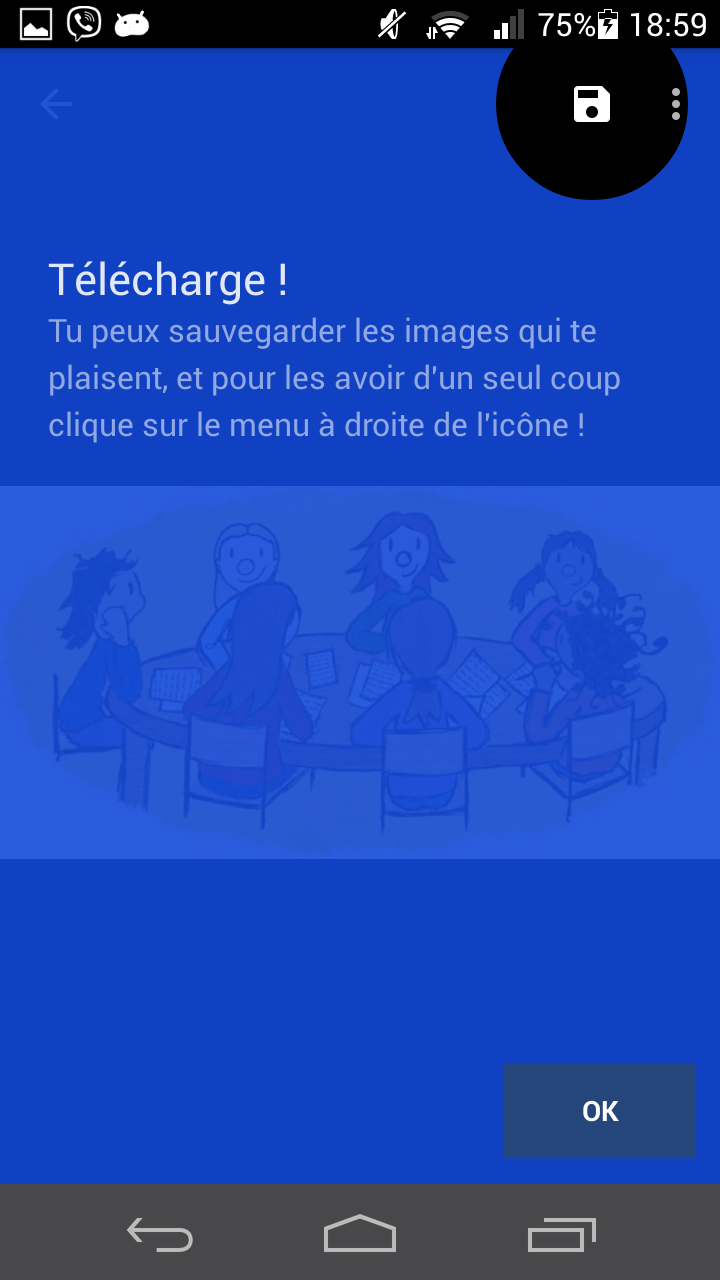 75% 18:59
Télécharge !
Tu peux sauvegarder les images qui te
plaisent, et pour les avoir d'un seul coup
clique sur le menu à droite de l'icône !
OK